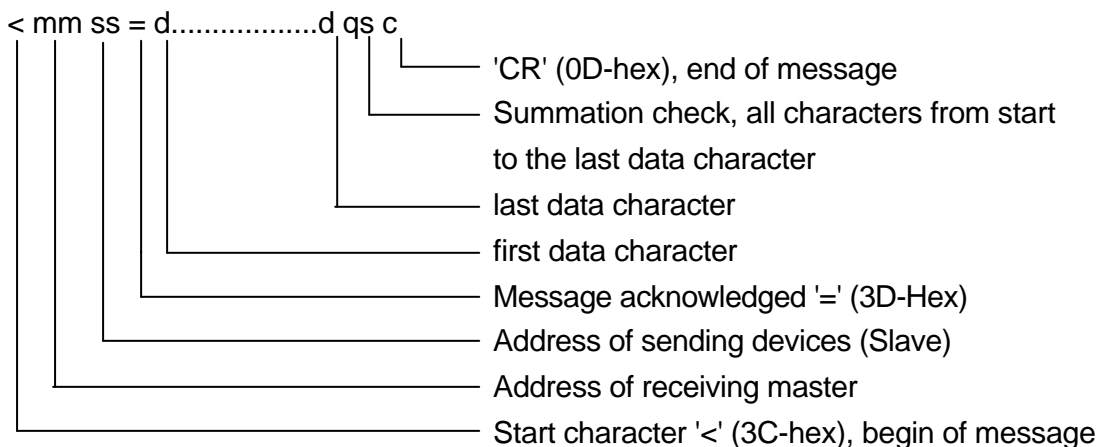 < mm ss = d.................d qs c
'CR' (0D-hex), end of message
Summation check, all characters from start
to the last data character
last data character
first data character
Message acknowledged '=' (3D-Hex)
Address of sending devices (Slave)
Address of receiving master
Start character '<' (3C-hex), begin of message